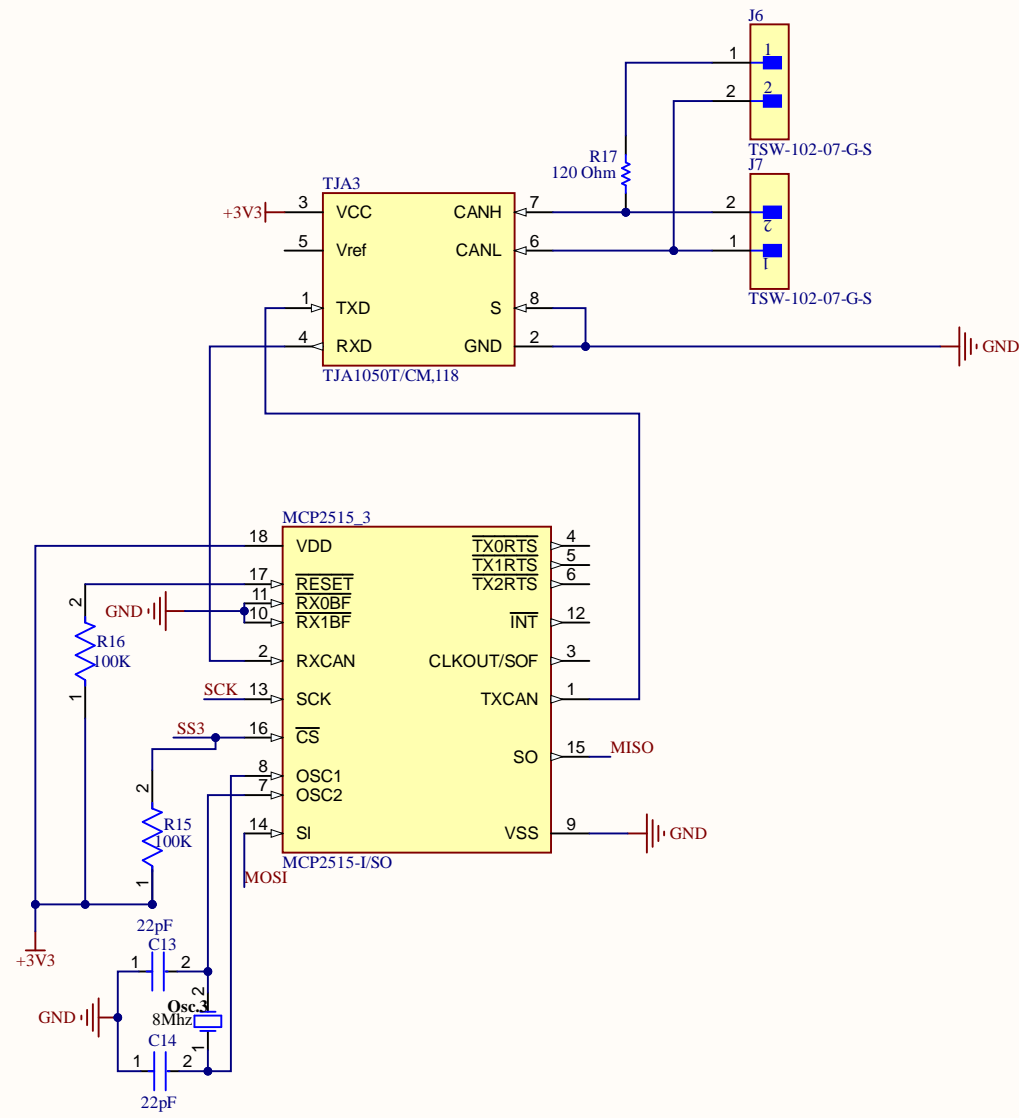 J6
1 1
2 2
TSW-102-07-G-S
R17
120 Ohm
J7
2 2
1 1
TSW-102-07-G-S
TJA3
+3V3 3 VCC CANH 7
5 Vref CANL 6
1 TXD S 8
4 RXD GND 2 GND
TJA1050T/CM,118
MCP2515_3
18 VDD TX0RTS 4
TX1RTS 5
17 RESET TX2RTS 6
GND 11 RX0BF
10 RX1BF INT 12
2
R16
100K
1
2 RXCAN CLKOUT/SOF 3
SCK 13 SCK TXCAN 1
SS3 16 CS
SO 15 MISO
8 OSC1
7 OSC2
2
R15
100K
1
14 SI VSS 9 GND
MOSI
MCP2515-I/SO
+3V3
22pF
C13
1 2
GND
2
Osc.3
8Mhz
1
C14
1 2
22pF